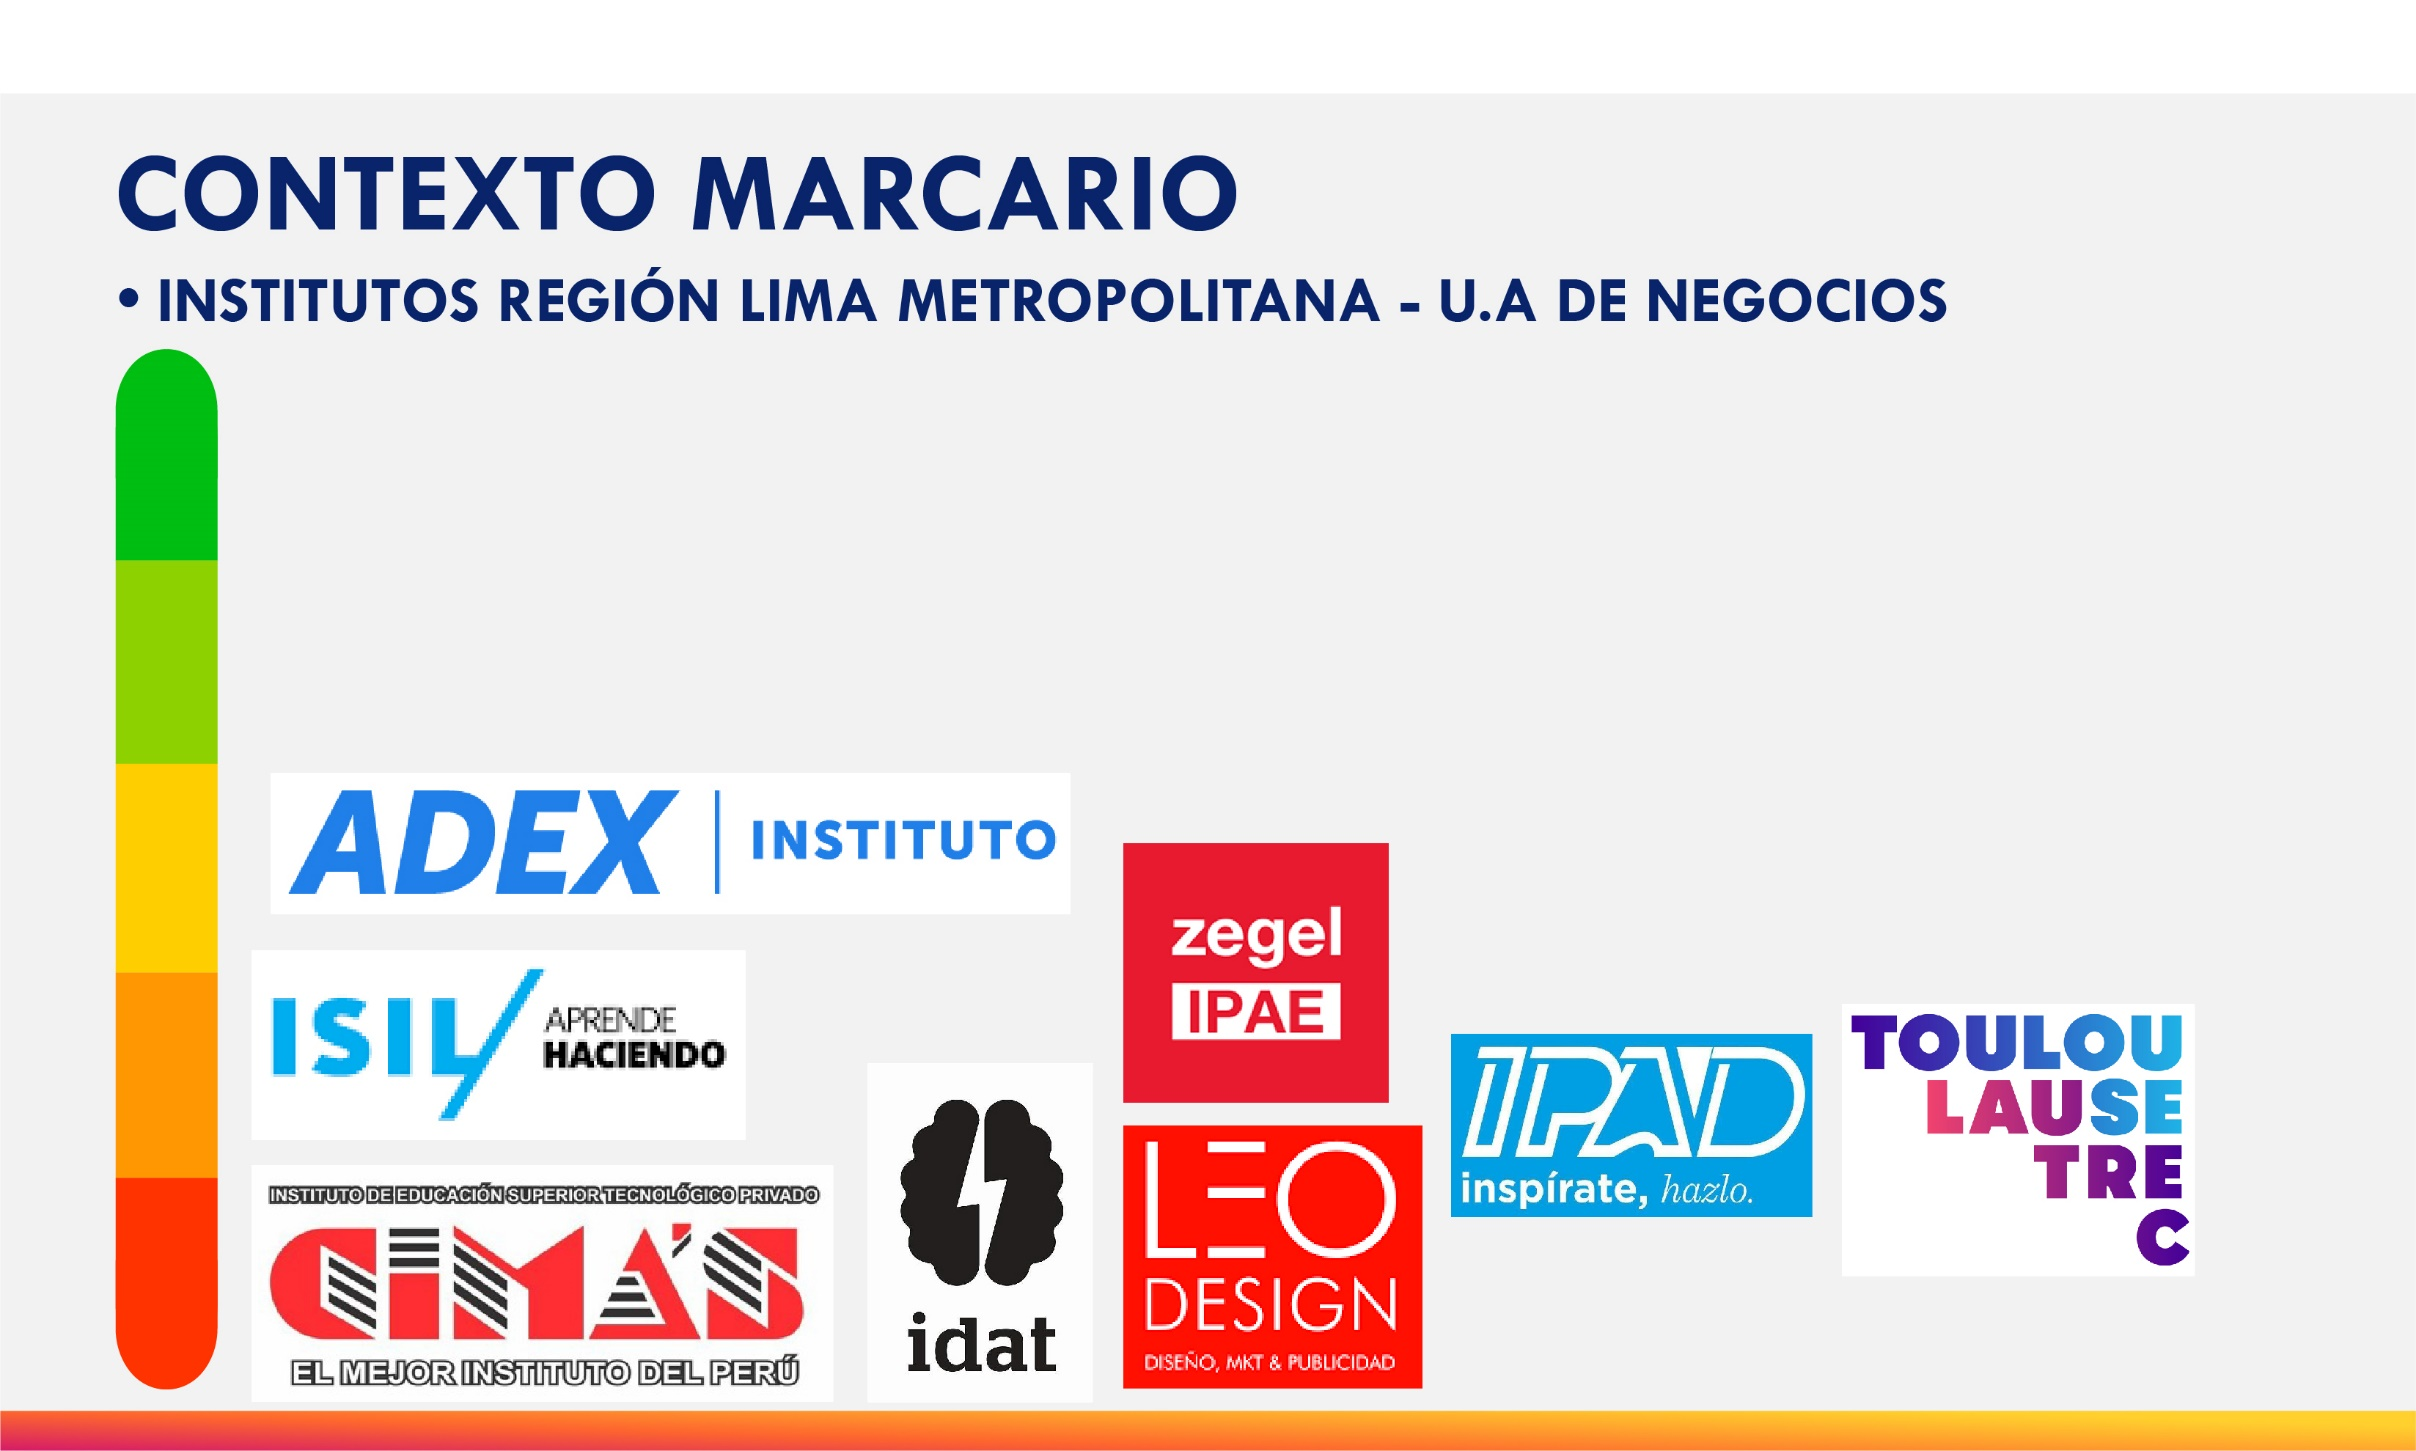 CONTEXTO MARCARIO
• INSTITUTOS REGIÓN LIMA METROPOLITANA - U.A DE NEGOCIOS
ADEX | INSTITUTO
zegel
IPAE
ISIL
APRENDE
HACIENDO
IPAD
inspírate, hazlo.
TOULOU
LAUSE
TRE
C
INSTITUTO DE EDUCACIÓN SUPERIOR TECNOLÓGICO PRIVADO
CIMA'S
EL MEJOR INSTITUTO DEL PERÚ
idat
LEO
DESIGN
DISEÑO, MKT & PUBLICIDAD